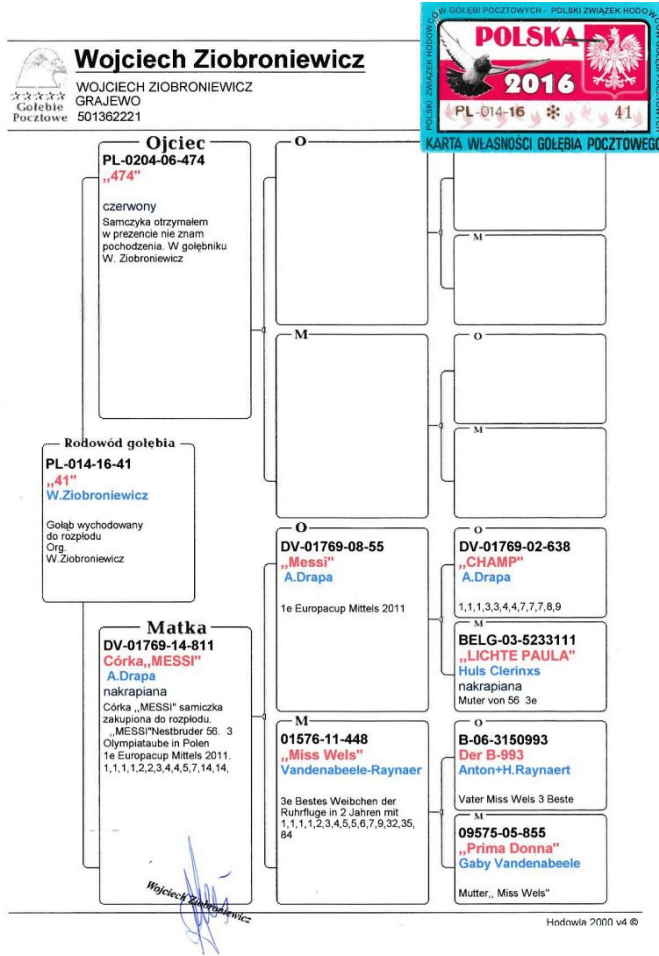 Wojciech Ziobroniewicz
WOJCIECH ZIOBRONIEWICZ
GRAJEWO
501362221
Gołębie
Pocztowe
W GOŁĘBI POCZTOWYCH - POLSKI ZWIĄZEK HODOW
POLSKI ZWIĄZEK HODOWCÓW
POLSKA
2016
PL-014-16 * 41
KARTA WŁASNOŚCI GOŁĘBIA POCZTOWEGO
Ojciec
PL-0204-06-474
,,474"
czerwony
Samczyka otrzymałem
w prezencie nie znam
pochodzenia. W gołębniku
W. Ziobroniewicz
O
M
M
O
M
Rodowód gołębia
PL-014-16-41
,,41"
W.Ziobroniewicz
Gołąb wychodowany
do rozpłodu
Org.
W.Ziobroniewicz
Matka
DV-01769-14-811
Córka,,MESSI"
A.Drapa
nakrapiana
Córka ,,MESSI" samiczka
zakupiona do rozpłodu.
,,MESSI"Nestbruder 56. 3
Olympiataube in Polen
1e Europacup Mittels 2011.
1,1,1,1,2,2,3,4,4,5,7,14,14,
O
DV-01769-08-55
,,Messi"
A.Drapa
1e Europacup Mittels 2011
M
01576-11-448
,,Miss Wels"
Vandenabeele-Raynaer
3e Bestes Weibchen der
Ruhrfluge in 2 Jahren mit
1,1,1,1,2,3,4,5,5,6,7,9,32,35,
84
O
DV-01769-02-638
,,CHAMP"
A.Drapa
1,1,1,3,3,4,4,7,7,7,8,9
M
BELG-03-5233111
,,LICHTE PAULA"
Huls Clerinxs
nakrapiana
Muter von 56 3e
O
B-06-3150993
Der B-993
Anton+H.Raynaert
Vater Miss Wels 3 Beste
M
09575-05-855
,,Prima Donna"
Gaby Vandenabeele
Mutter,, Miss Wels"
Wojciech Ziobroniewicz
Hodowla 2000 v4 ©